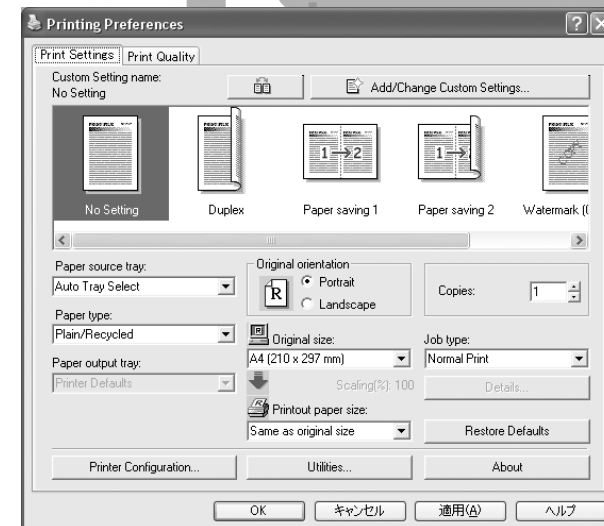 Printing Preferences
Print Settings Print Quality
Custom Setting name:
No Setting
Add/Change Custom Settings...
1 2 1
No Setting Duplex Paper saving 1 Paper saving 2 Watermark ((
Paper source tray:
Auto Tray Select
Original orientation
R
Portrait
Landscape
Copies: 1
Paper type:
Plain/Recycled
R
Original size:
A4 (210 x 297 mm)
Job type:
Normal Print
Paper output tray:
Printer Defaults
Scaling(%): 100
Details...
R
Printout paper size:
Same as original size
Restore Defaults
Printer Configuration... Utilities... About
OK キャンセル 適用(A) ヘルプ